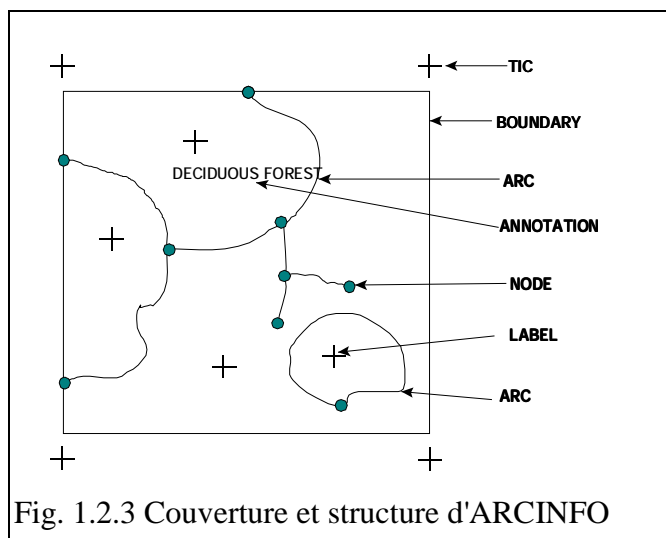 TIC
BOUNDARY
DECIDUOUS FOREST
ARC
ANNOTATION
NODE
LABEL
ARC
Fig. 1.2.3 Couverture et structure d'ARCINFO